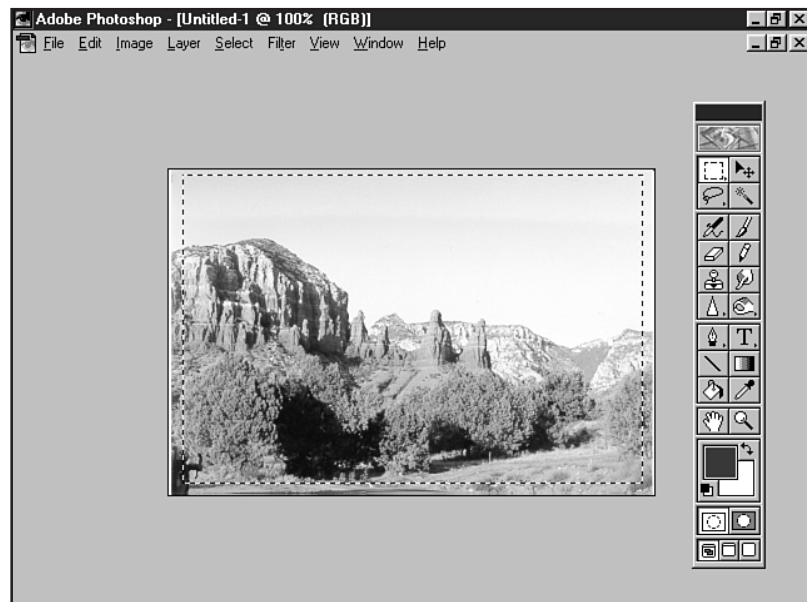 Adobe Photoshop - [Untitled-1 @ 100% (RGB)]
File Edit Image Layer Select Filter View Window Help
T